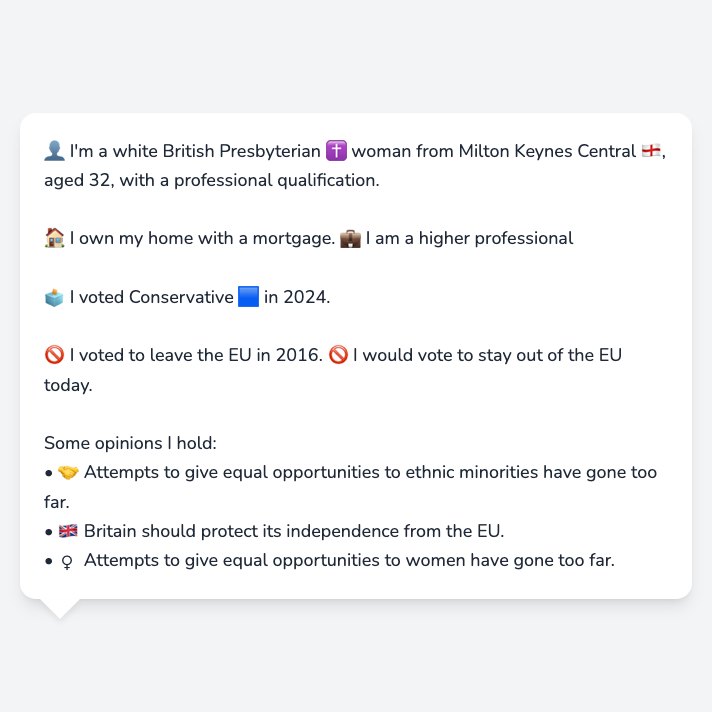 👤 I'm a white British Presbyterian ✝️ woman from Milton Keynes Central 🏴󠁧󠁢󠁥󠁮󠁧󠁿,
aged 32, with a professional qualification.
🏠 I own my home with a mortgage. 💼 I am a higher professional
🗳️ I voted Conservative 🟦 in 2024.
🚫 I voted to leave the EU in 2016. 🚫 I would vote to stay out of the EU
today.
Some opinions I hold:
• 🤝 Attempts to give equal opportunities to ethnic minorities have gone too
far.
• 🇬🇧 Britain should protect its independence from the EU.
• ♀ Attempts to give equal opportunities to women have gone too far.